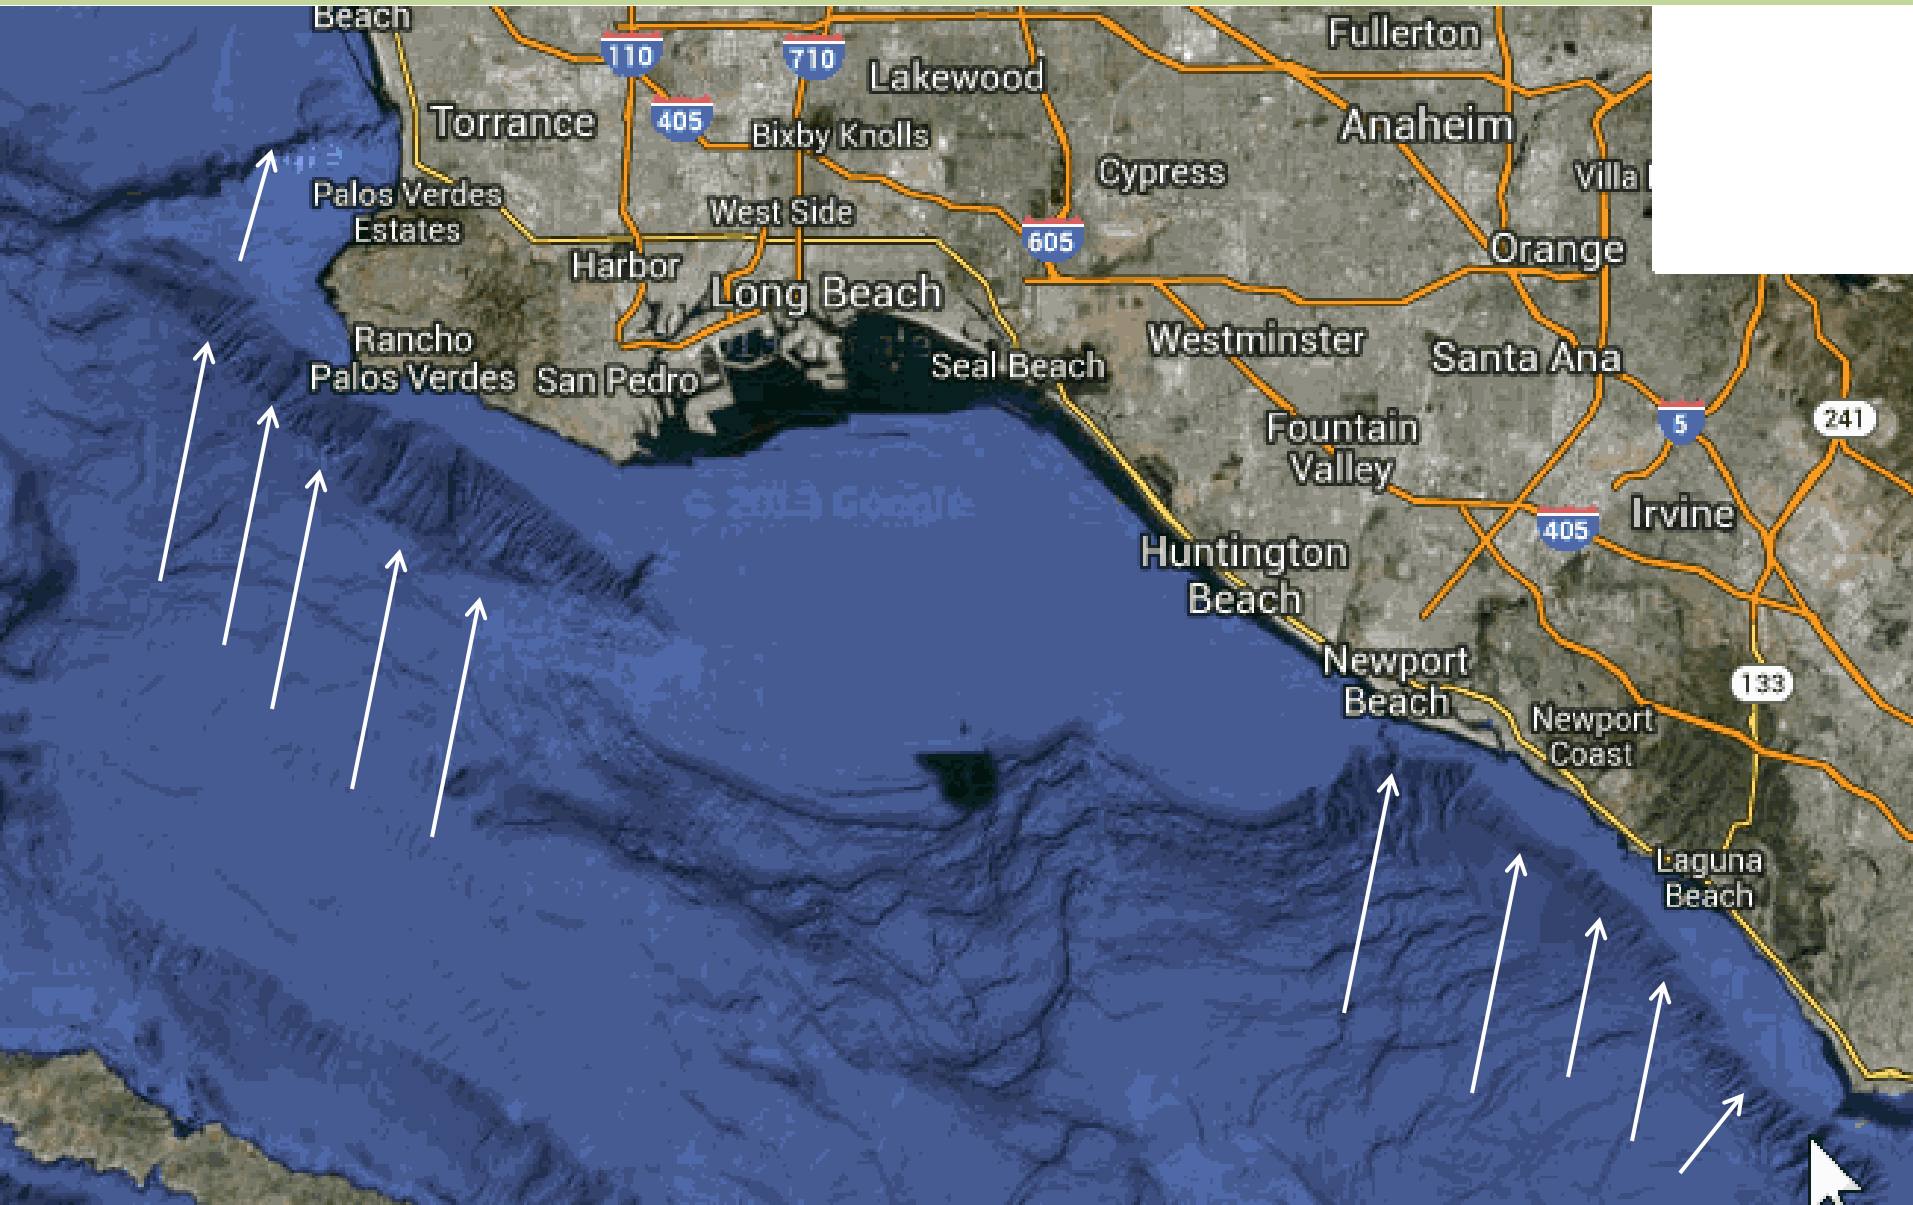 Beach
Fullerton
110
710
Lakewood
405
Torrance
Bixby Knolls
Anaheim
Cypress
Villa
Palos Verdes
Estates
West Side
605
Orange
Harbor
Long Beach
Rancho
Palos Verdes
San Pedro
Seal Beach
Westminster
Santa Ana
5
241
Fountain
Valley
© 2013 Google
405
Irvine
Huntington
Beach
Newport
Beach
133
Newport
Coast
Laguna
Beach